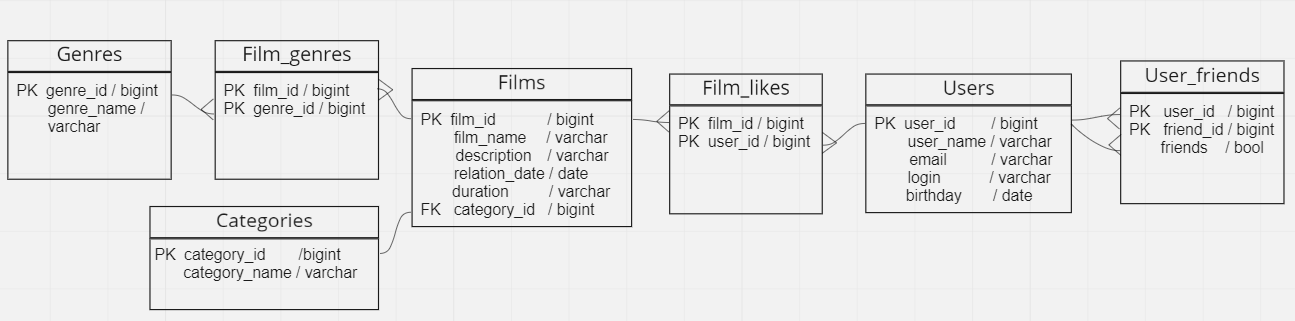 Genres
PK genre_id / bigint
genre_name /
varchar
Film_genres
PK film_id / bigint
PK genre_id / bigint
Films
PK film_id / bigint
film_name / varchar
description / varchar
relation_date / date
duration / varchar
FK category_id / bigint
Film_likes
PK film_id / bigint
PK user_id / bigint
Users
PK user_id / bigint
user_name / varchar
email / varchar
login / varchar
birthday / date
User_friends
PK user_id / bigint
PK friend_id / bigint
friends / bool
Categories
PK category_id /bigint
category_name / varchar